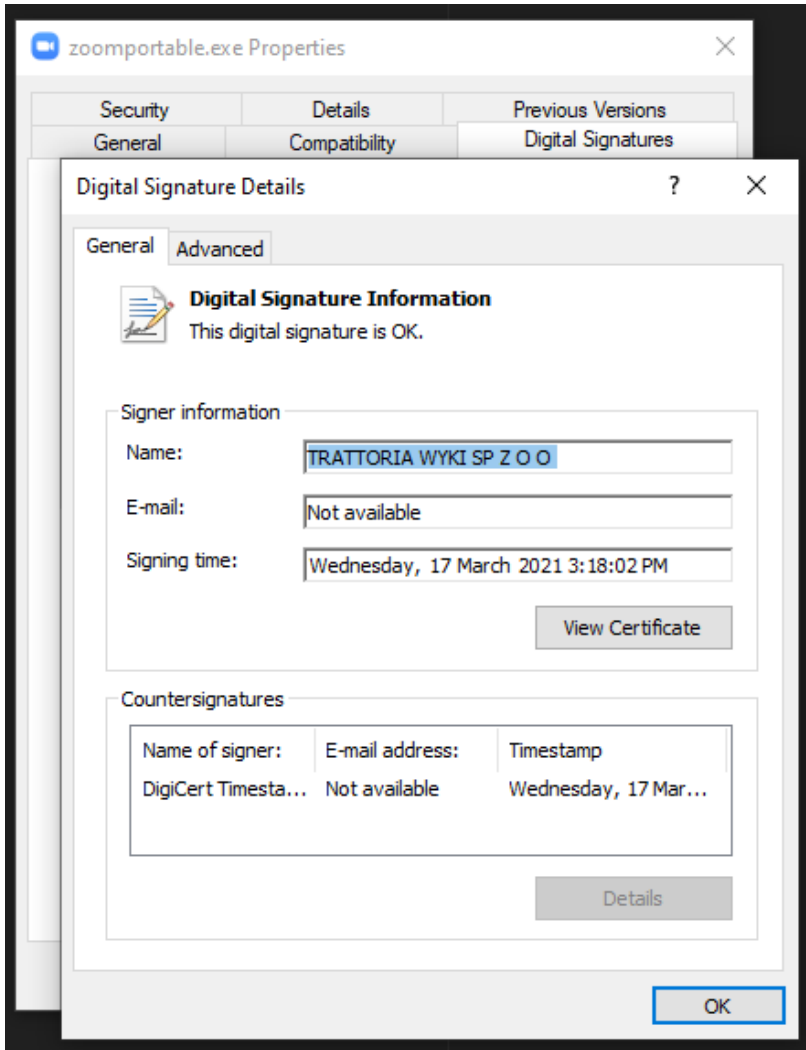 zoomportable.exe Properties
Security Details Previous Versions
General Compatibility Digital Signatures
Digital Signature Details ?
General Advanced
Digital Signature Information
This digital signature is OK.
Signer information
Name: TRATTORIA WYKI SP Z O O
E-mail: Not available
Signing time: Wednesday, 17 March 2021 3:18:02 PM
View Certificate
Countersignatures
Name of signer: E-mail address: Timestamp
DigiCert Timesta... Not available Wednesday, 17 Mar...
Details
OK